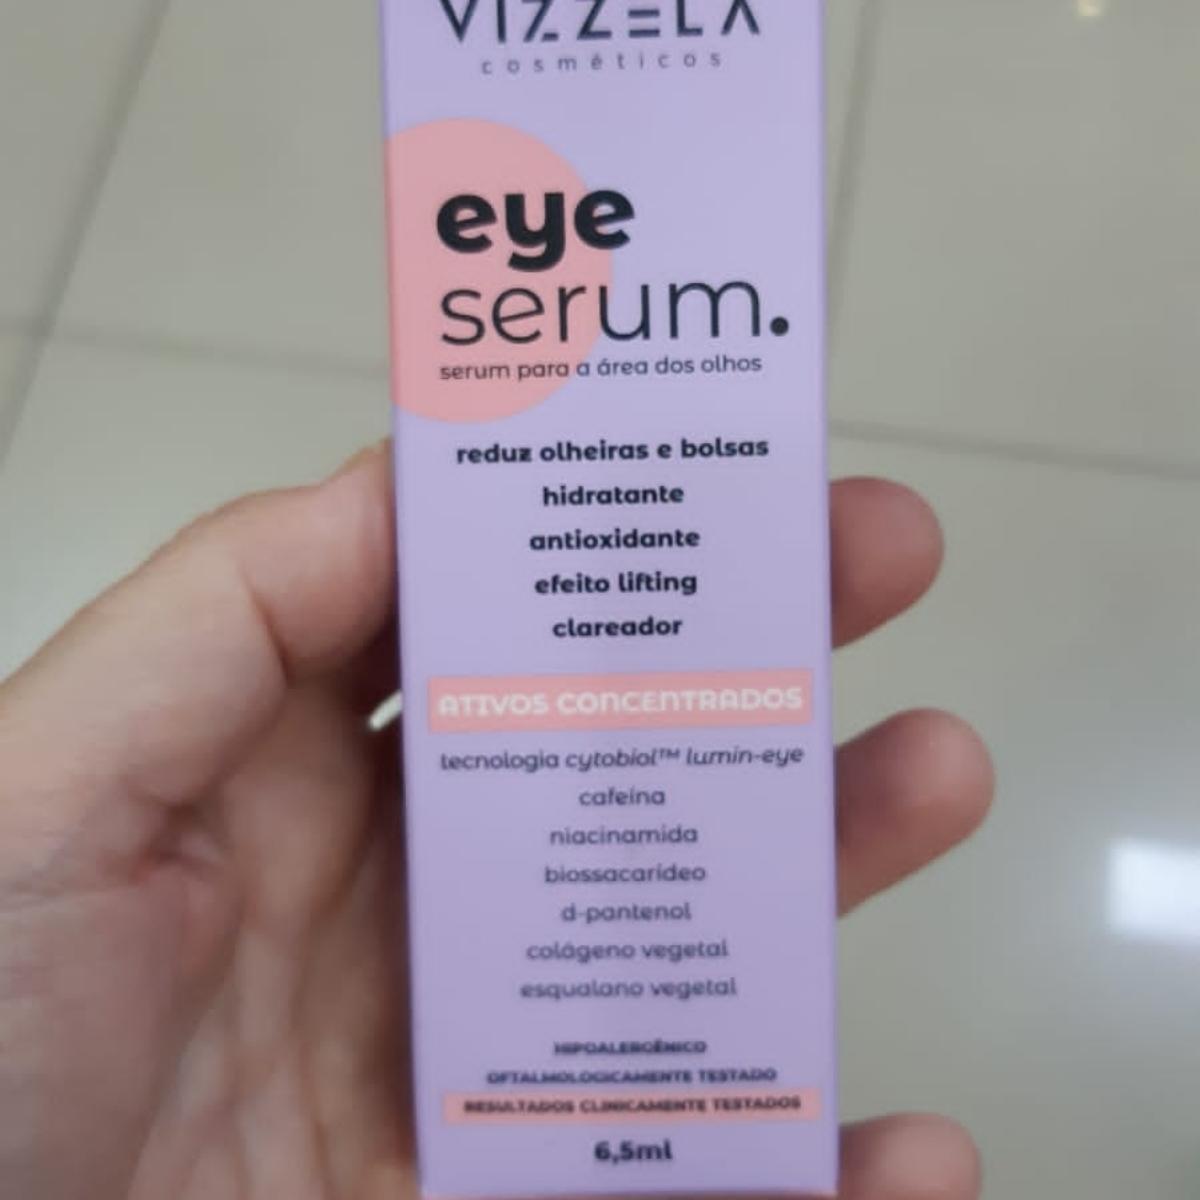 VIZZELA
cosméticos
eye
serum.
serum para a área dos olhos
reduz olheiras e bolsas
hidratante
antioxidante
efeito lifting
clareador
ATIVOS CONCENTRADOS
tecnologia cytobiol™ lumin-eye
cafeína
niacinamida
biossacarídeo
d-pantenol
colágeno vegetal
esqualano vegetal
HIPOALERGÊNICO
OFTALMOLOGICAMENTE TESTADO
RESULTADOS CLINICAMENTE TESTADOS
6,5ml